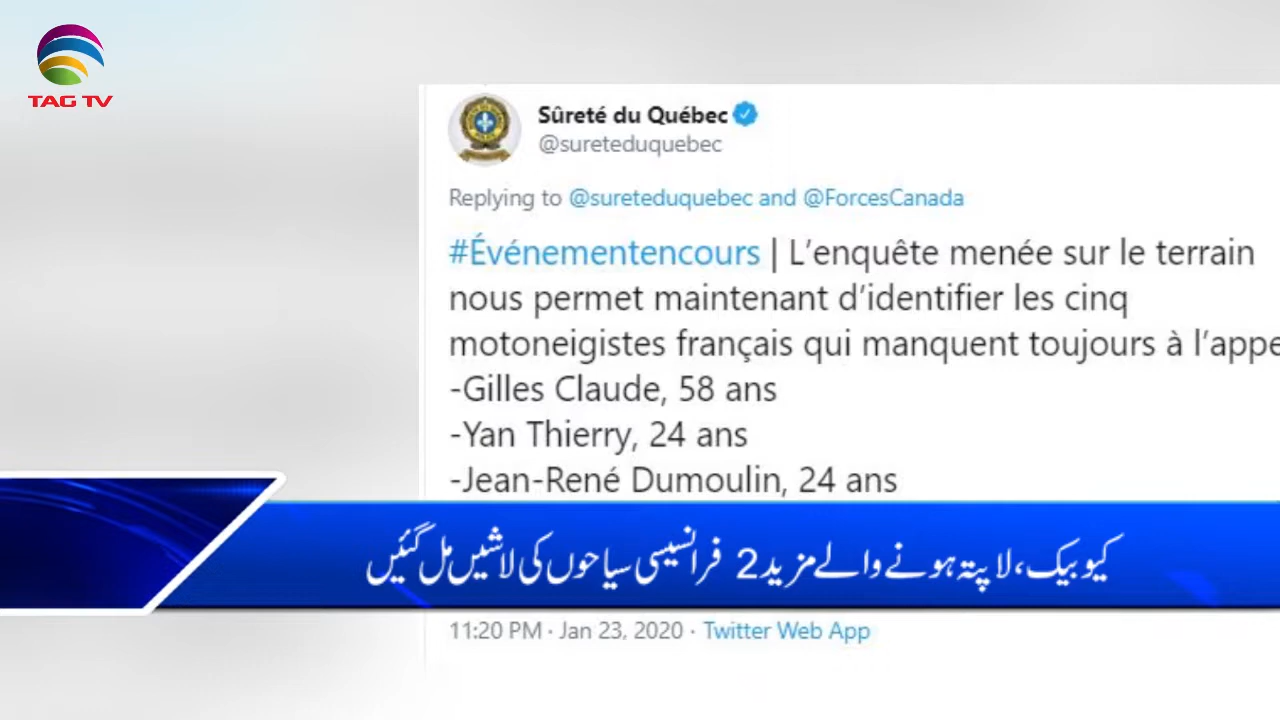 TAG TV
Sûreté du Québec
@sureteduquebec
Replying to @sureteduquebec and @ForcesCanada
#Événementencours | L’enquête menée sur le terrain
nous permet maintenant d’identifier les cinq
motoneigistes français qui manquent toujours à l’appe
-Gilles Claude, 58 ans
-Yan Thierry, 24 ans
-Jean-René Dumoulin, 24 ans
کیوبیک، لاپتہ ہونے والے مزید 2 فرانسیسی سیاحوں کی لاشیں مل گئیں
11:20 PM · Jan 23, 2020 · Twitter Web App